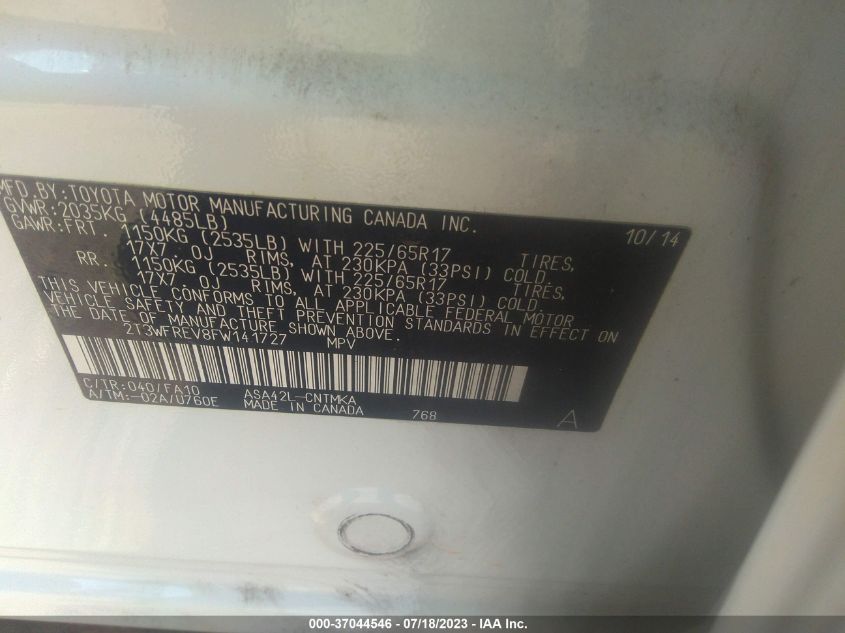 MFD.BY:TOYOTA MOTOR MANUFACTURING CANADA INC.
GVWR:2035KG (4485LB) 10/14
GAWR:FRT. 1150KG (2535LB) WITH 225/65R17 TIRES,
17X7.0J RIMS, AT 230KPA (33PSI) COLD.
RR. 1150KG (2535LB) WITH 225/65R17 TIRES,
17X7.0J RIMS, AT 230KPA (33PSI) COLD.
THIS VEHICLE CONFORMS TO ALL APPLICABLE FEDERAL MOTOR
VEHICLE SAFETY AND THEFT PREVENTION STANDARDS IN EFFECT ON
THE DATE OF MANUFACTURE SHOWN ABOVE.
2T3WFREV8FW141727 MPV
C/TR:040/FA10 ASA42L-CNTMKA
A/TM:-02A/U760E MADE IN CANADA 768 A
000-37044546 - 07/18/2023 - IAA Inc.